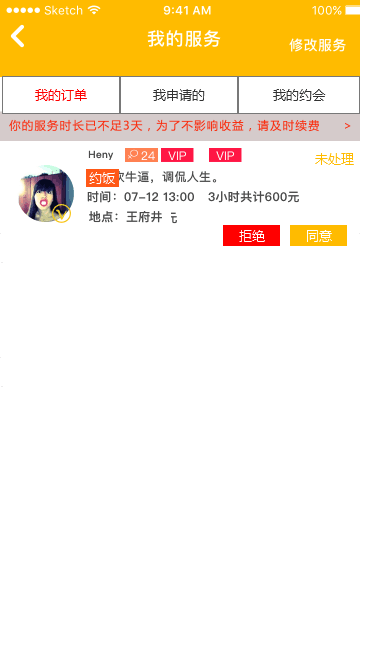 Sketch 9:41 AM 100%
我的服务
修改服务
我的订单 我申请的 我的约会
你的服务时长已不足3天，为了不影响收益，请及时续费 >
Heny 24 VIP VIP 未处理
约饭 牛逼，调侃人生。
时间：07-12 13:00 3小时共计600元
地点：王府井
拒绝 同意